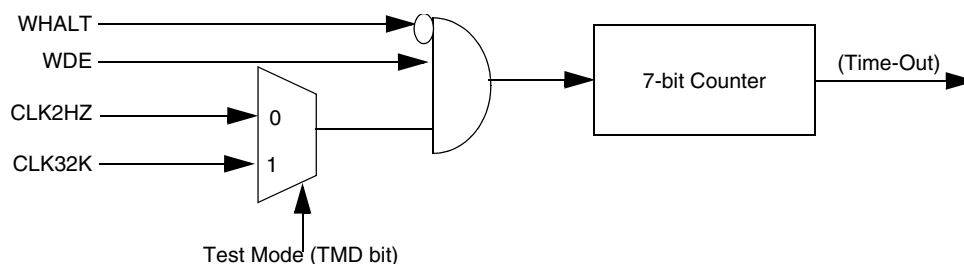 WHALT
WDE
CLK2HZ
CLK32K
0
1
7-bit Counter
(Time-Out)
Test Mode (TMD bit)